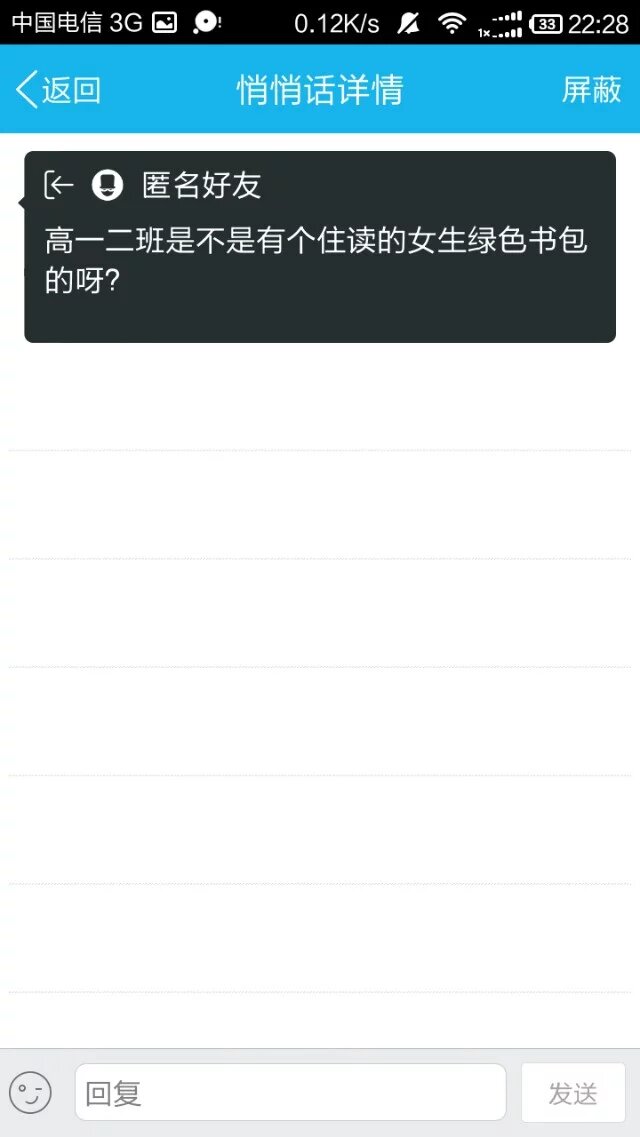 中国电信 3G 0.12K/s 1x 33 22:28
返回 悄悄话详情 屏蔽
匿名好友
高一二班是不是有个住读的女生绿色书包
的呀?
回复 发送